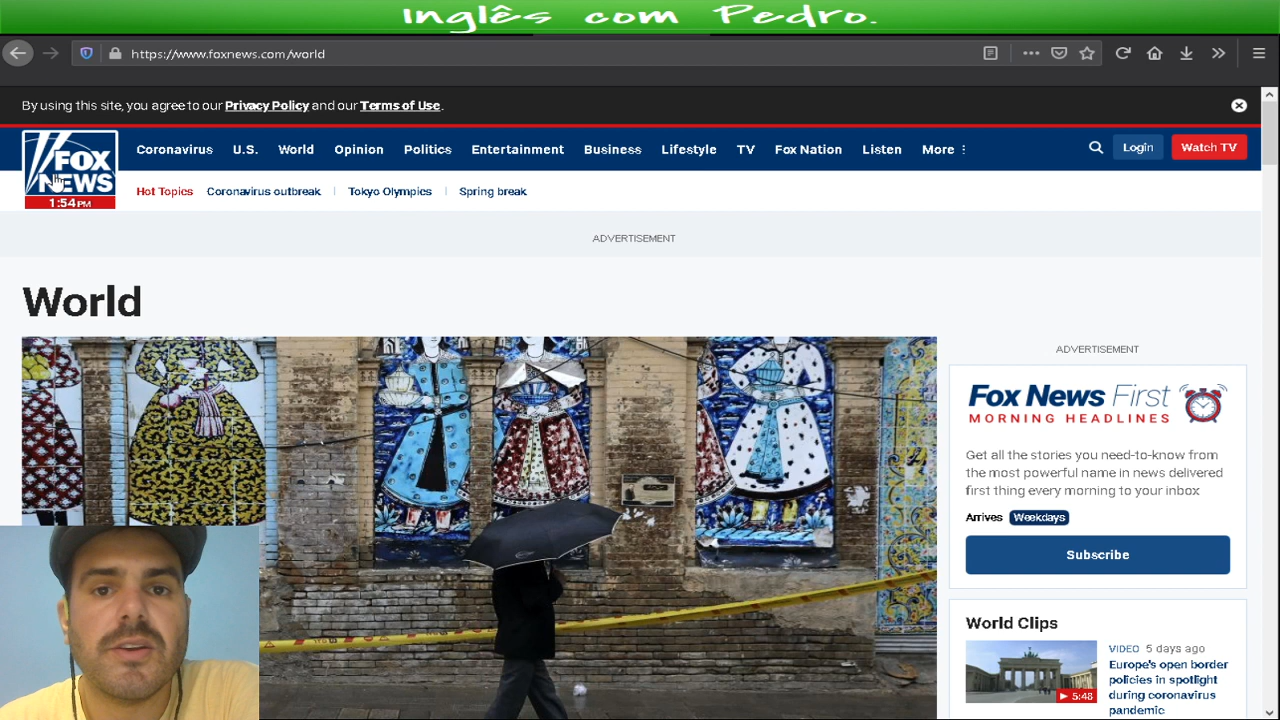 Inglês com Pedro.
https://www.foxnews.com/world
By using this site, you agree to our Privacy Policy and our Terms of Use.
FOX
NEWS
1:54 PM
Coronavirus U.S. World Opinion Politics Entertainment Business Lifestyle TV Fox Nation Listen More
Login
Watch TV
Hot Topics Coronavirus outbreak Tokyo Olympics Spring break
ADVERTISEMENT
World
ADVERTISEMENT
Fox News First
MORNING HEADLINES
Get all the stories you need-to-know from
the most powerful name in news delivered
first thing every morning to your inbox
Arrives Weekdays
Subscribe
World Clips
VIDEO 5 days ago
Europe's open border
policies in spotlight
during coronavirus
pandemic
5:48